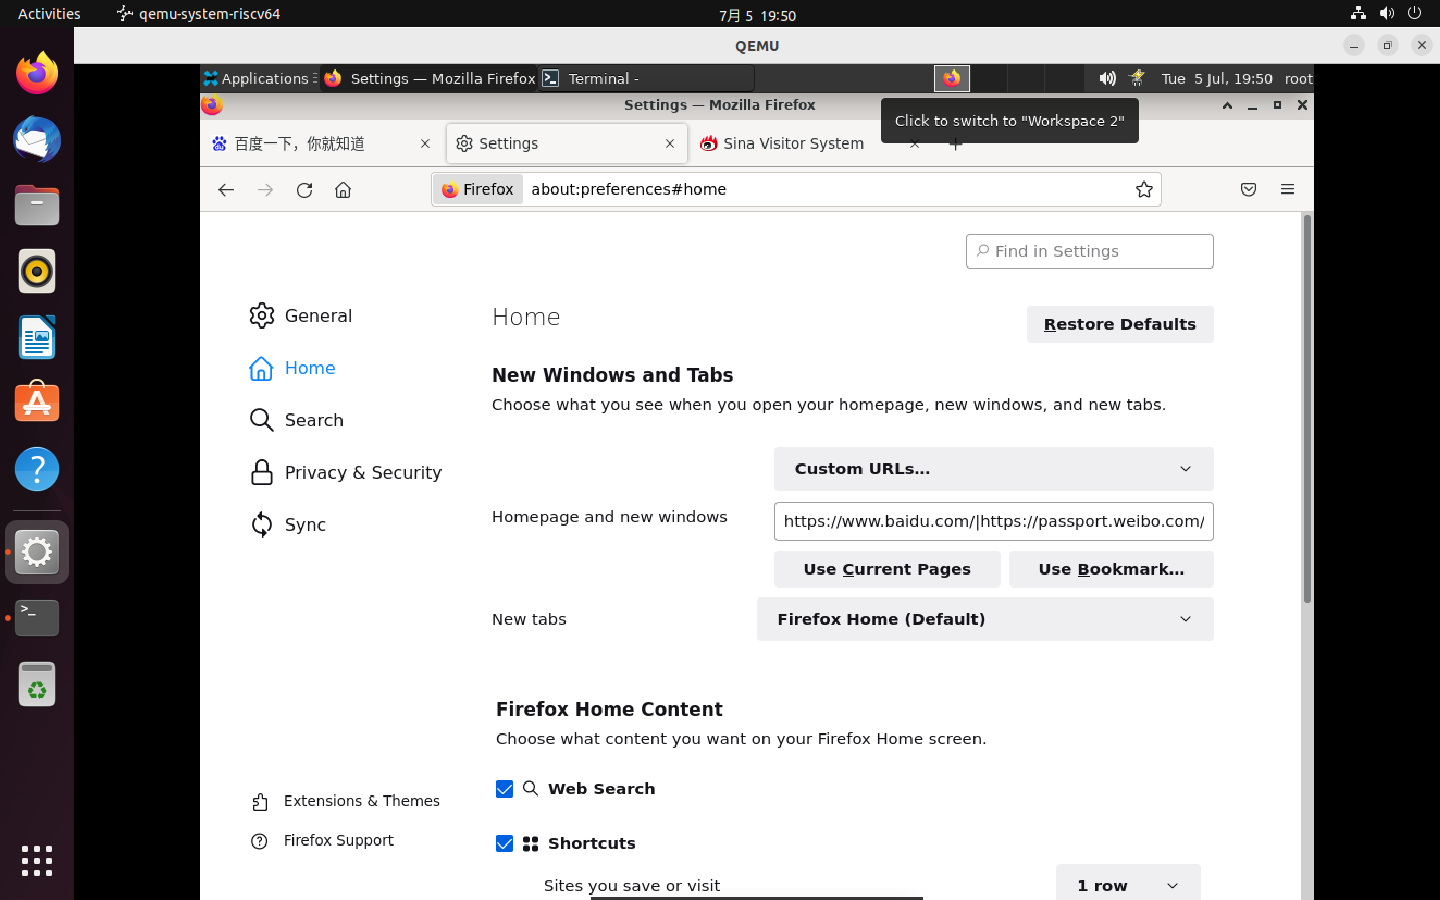 Activities
qemu-system-riscv64
7月 5 19:50
QEMU
Applications
Settings — Mozilla Firefox
Terminal -
Tue 5 Jul, 19:50
root
Settings — Mozilla Firefox
Click to switch to "Workspace 2"
百度一下，你就知道
Settings
Sina Visitor System
Firefox
about:preferences#home
Find in Settings
General
Home
Search
Privacy & Security
Sync
Extensions & Themes
Firefox Support
Home
Restore Defaults
New Windows and Tabs
Choose what you see when you open your homepage, new windows, and new tabs.
Custom URLs...
Homepage and new windows
https://www.baidu.com/|https://passport.weibo.com/
Use Current Pages
Use Bookmark...
New tabs
Firefox Home (Default)
Firefox Home Content
Choose what content you want on your Firefox Home screen.
Web Search
Shortcuts
Sites you save or visit
1 row